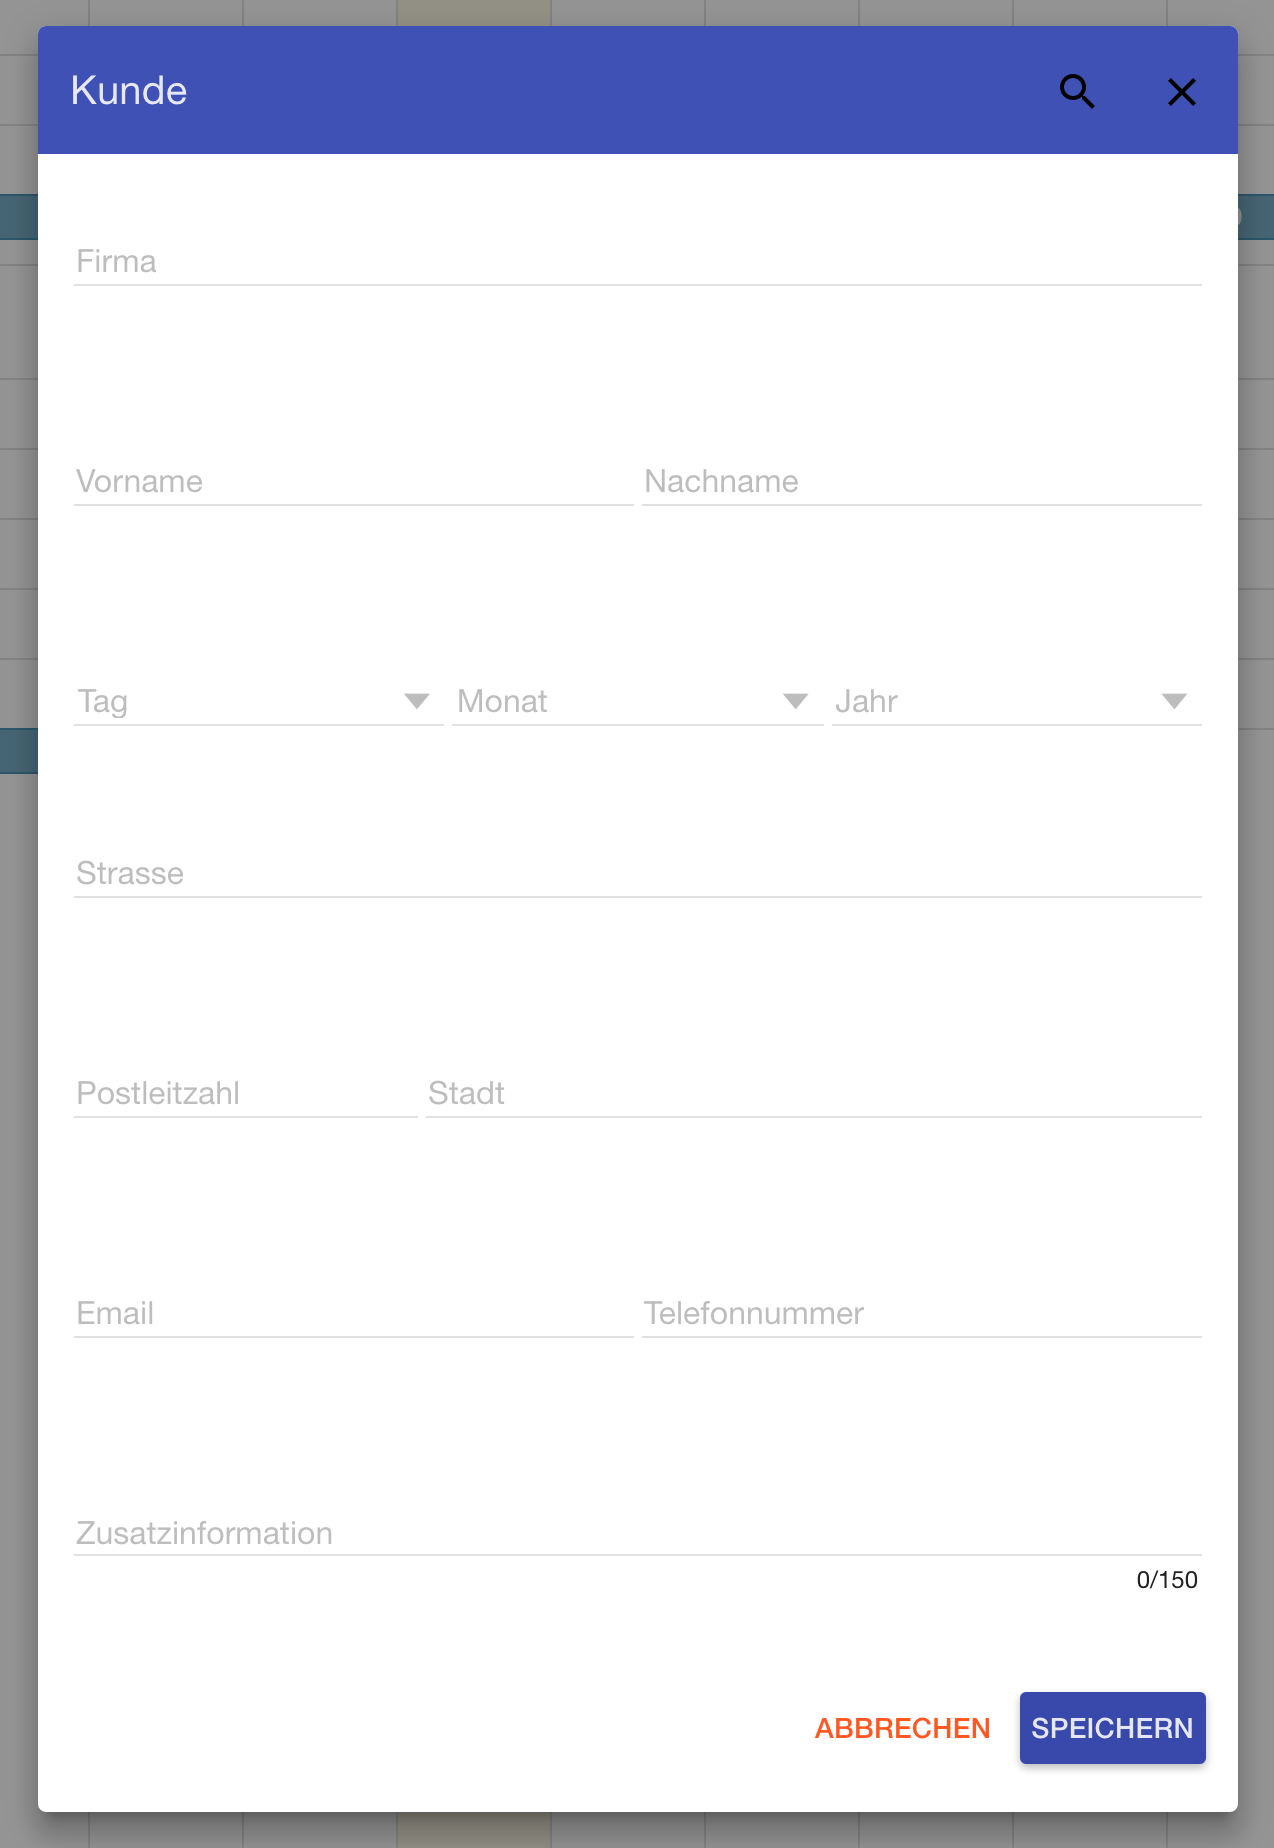 Kunde
Firma
Vorname Nachname
Tag Monat Jahr
Strasse
Postleitzahl Stadt
Email Telefonnummer
Zusatzinformation
0/150
ABBRECHEN SPEICHERN